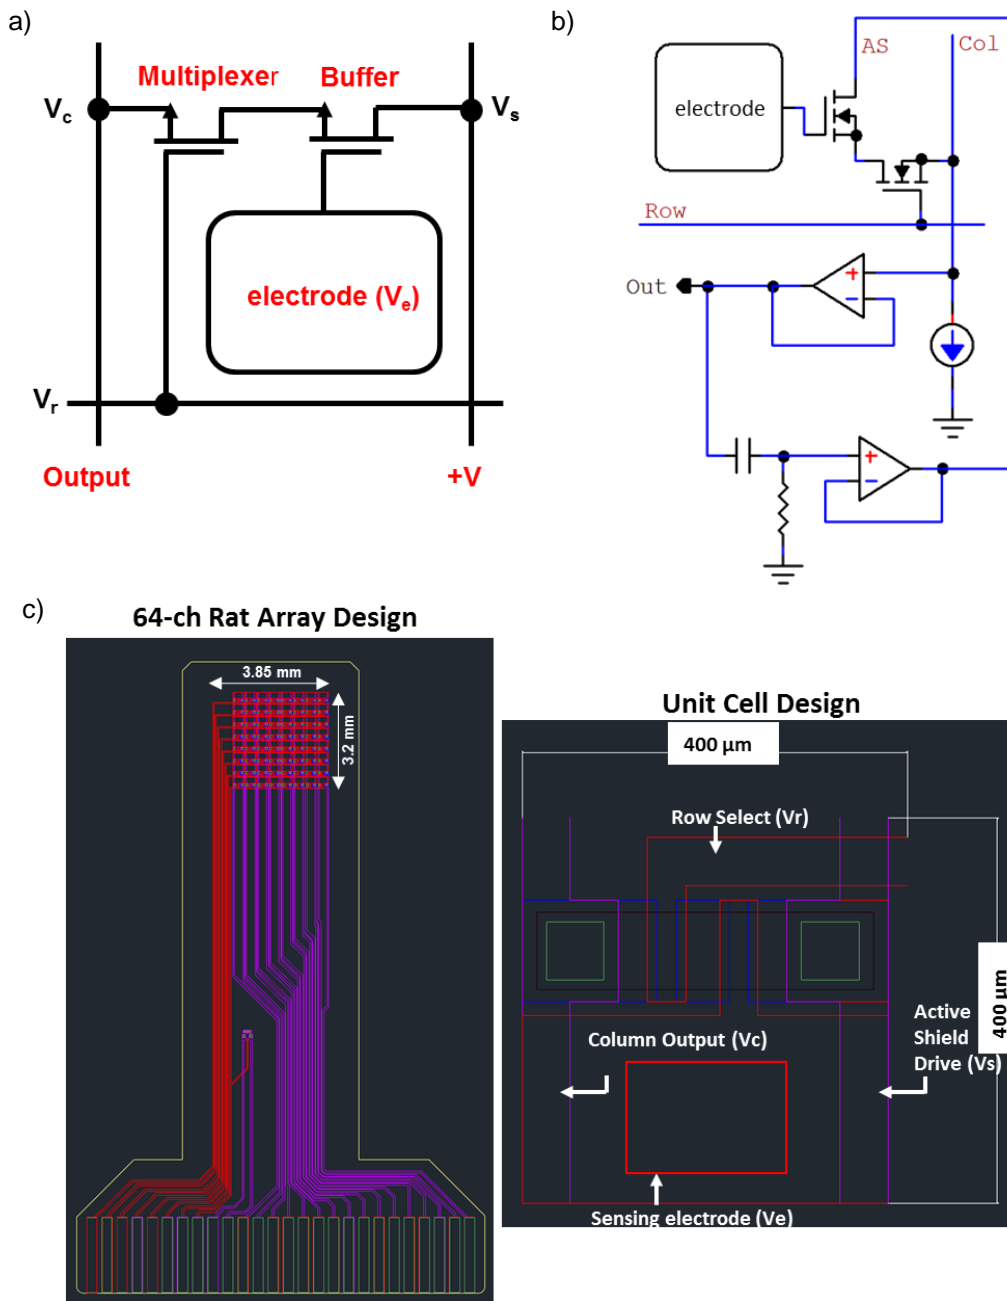 a)
Multiplexer
Buffer
Vc
Vs
electrode (Ve)
Vr
Output
+V
b)
AS
Col
electrode
Row
+
−
Out
+
−
c)
64-ch Rat Array Design
3.85 mm
3.2 mm
Unit Cell Design
400 µm
Row Select (Vr)
400 µm
Active
Shield
Drive (Vs)
Column Output (Vc)
Sensing electrode (Ve)